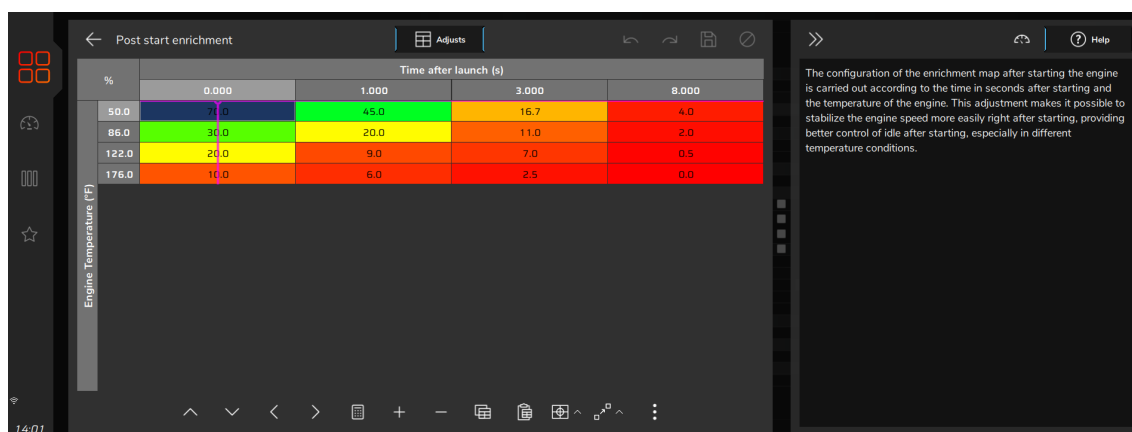 Post start enrichment
Adjusts
Help
%
Time after launch (s)
0.000 1.000 3.000 8.000
Engine Temperature (°F)
50.0 70.0 45.0 16.7 4.0
86.0 30.0 20.0 11.0 2.0
122.0 20.0 9.0 7.0 0.5
176.0 10.0 6.0 2.5 0.0
The configuration of the enrichment map after starting the engine
is carried out according to the time in seconds after starting and
the temperature of the engine. This adjustment makes it possible to
stabilize the engine speed more easily right after starting, providing
better control of idle after starting, especially in different
temperature conditions.
14:01